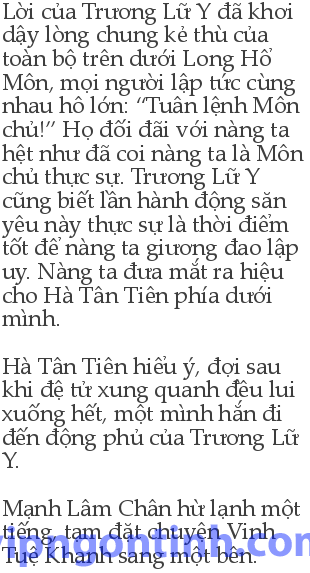 Lời của Trương Lữ Y đã khơi
dậy lòng chung kẻ thù của
toàn bộ trên dưới Long Hổ
Môn, mọi người lập tức cùng
nhau hô lớn: “Tuân lệnh Môn
chủ!” Họ đối đãi với nàng ta
hệt như đã coi nàng ta là Môn
chủ thực sự. Trương Lữ Y
cũng biết lần hành động săn
yêu này thực sự là thời điểm
tốt để nàng ta giương đao lập
uy. Nàng ta đưa mắt ra hiệu
cho Hà Tân Tiên phía dưới
mình.
Hà Tân Tiên hiểu ý, đợi sau
khi đệ tử xung quanh đều lui
xuống hết, một mình hắn đi
đến động phủ của Trương Lữ
Y.
Mạnh Lâm Chân hừ lạnh một
tiếng, tạm đặt chuyện Vinh
Tuệ Khanh sang một bên.
vipngontinh.com